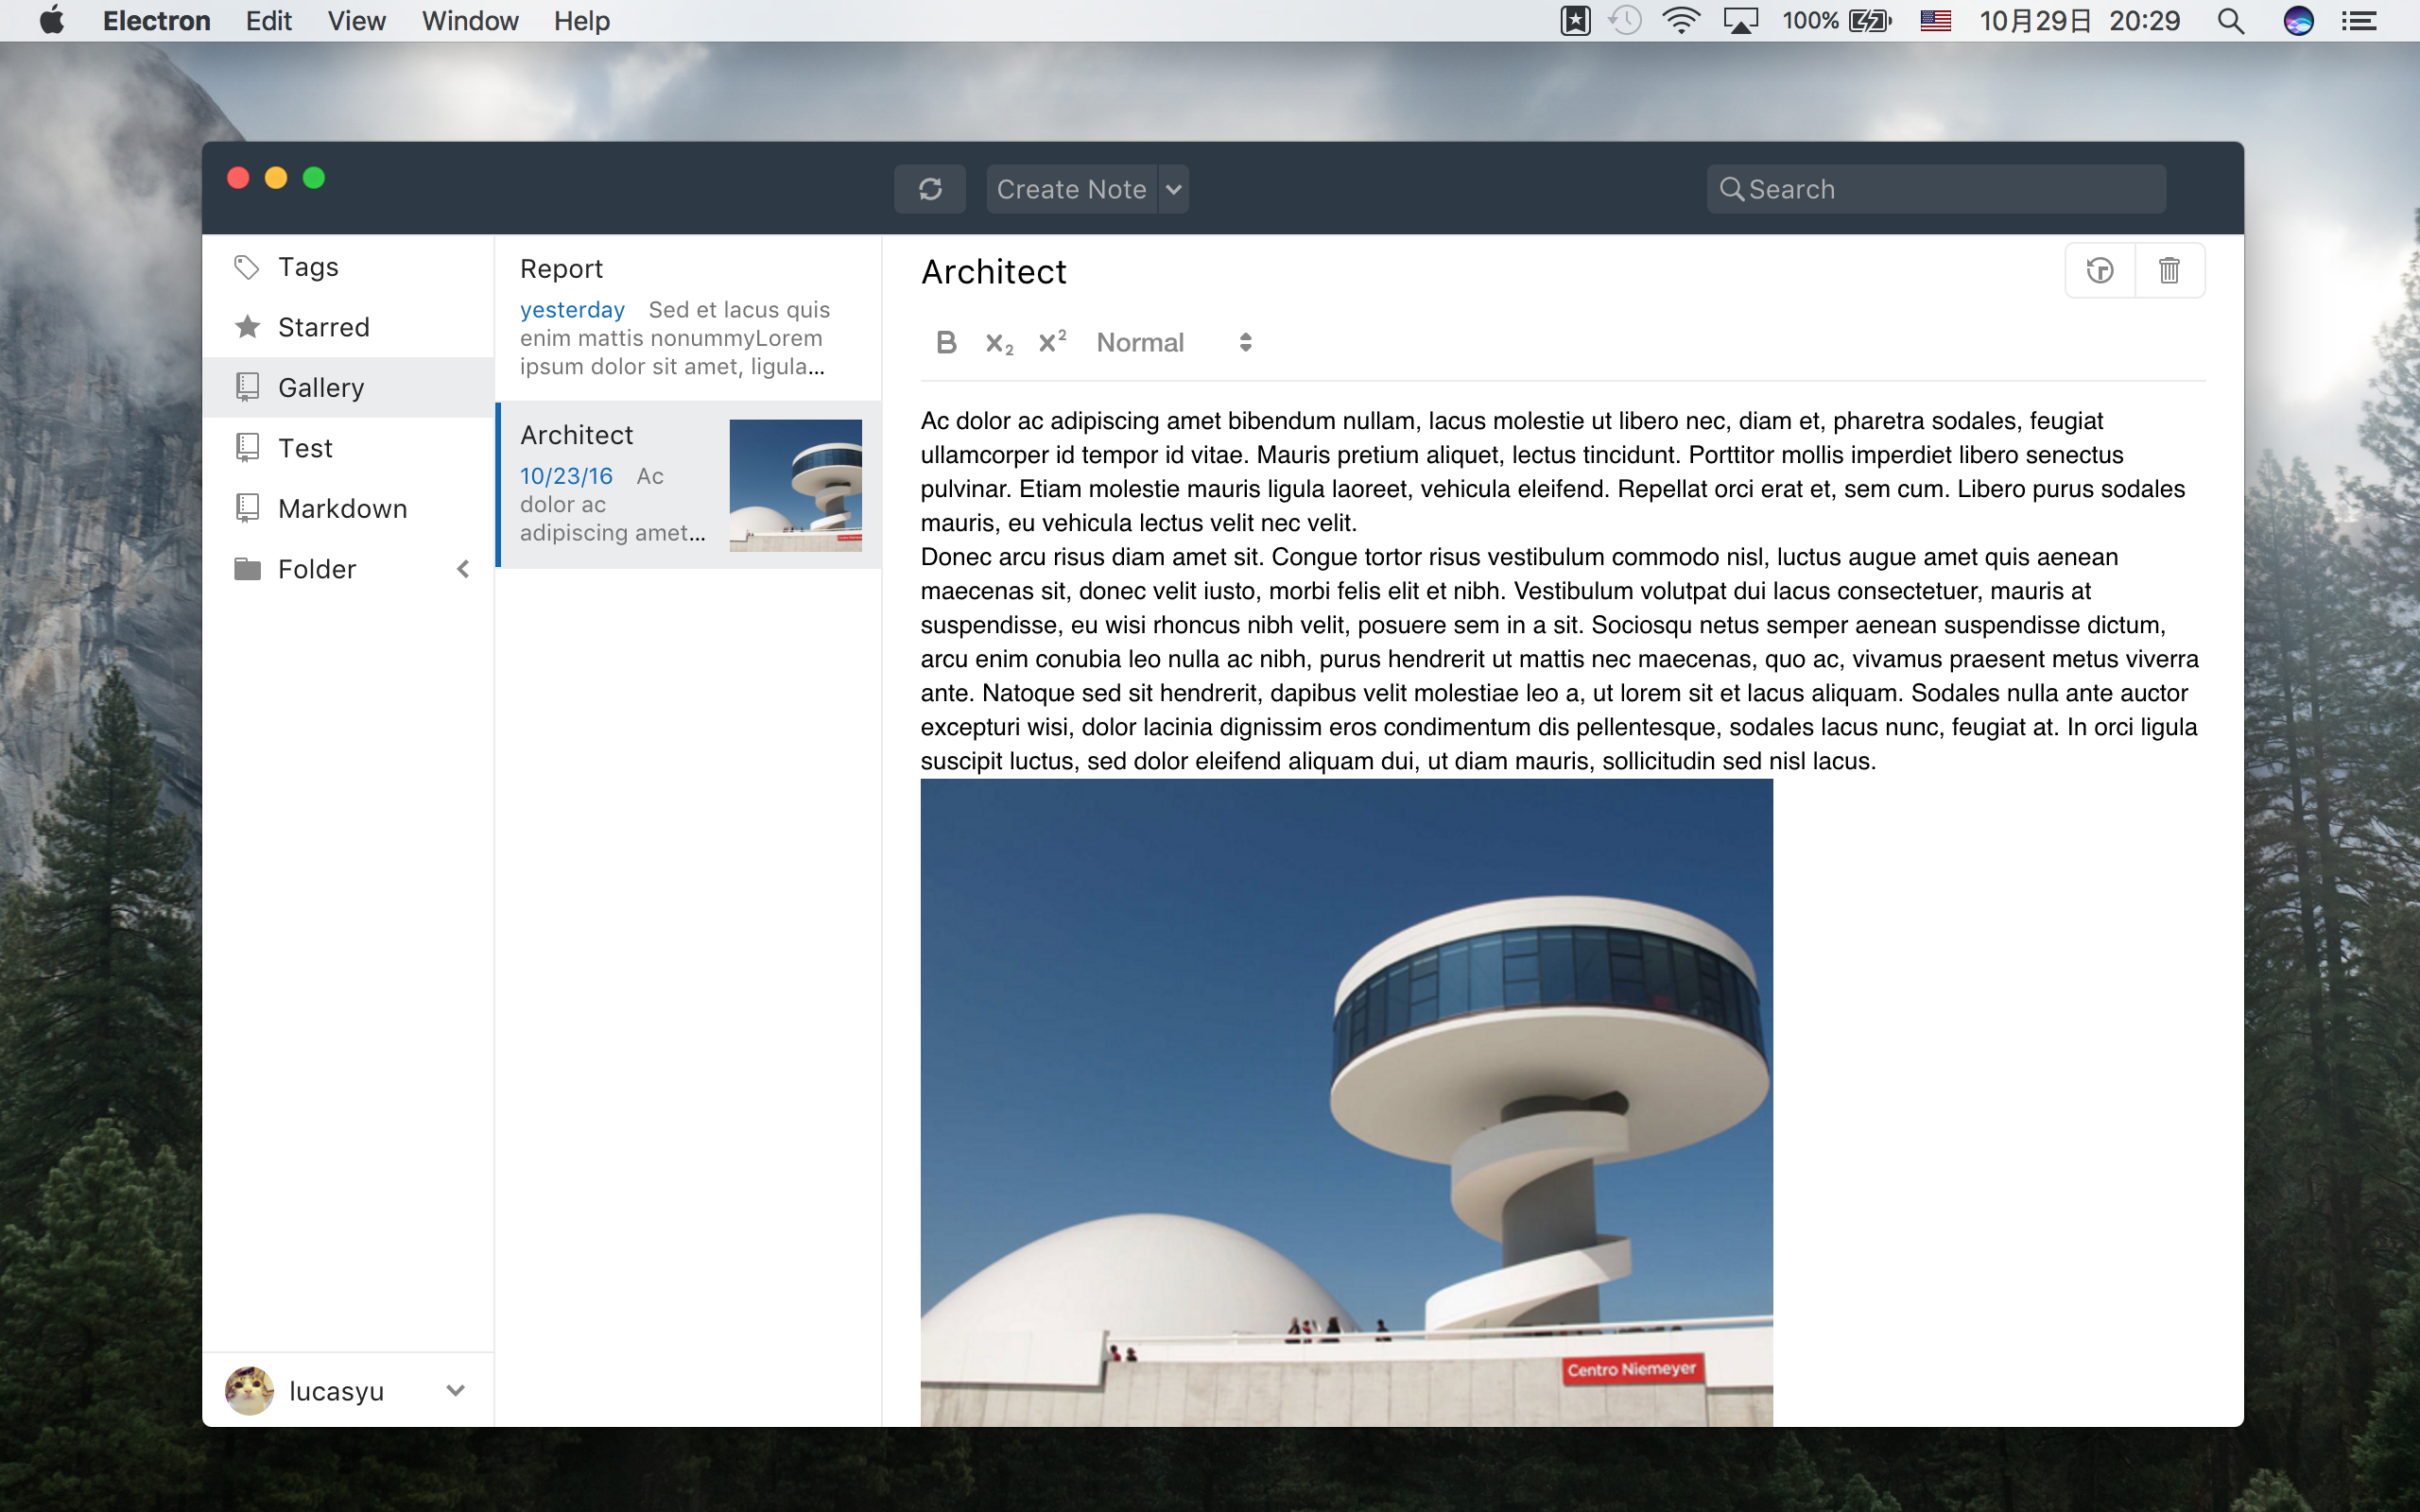 Electron Edit View Window Help 100% 10月29日 20:29
Create Note Search
Tags
Starred
Gallery
Test
Markdown
Folder
lucasyu
Report
yesterday Sed et lacus quis
enim mattis nonummyLorem
ipsum dolor sit amet, ligula...
Architect
10/23/16 Ac
dolor ac
adipiscing amet...
Architect
B x₂ x² Normal
Ac dolor ac adipiscing amet bibendum nullam, lacus molestie ut libero nec, diam et, pharetra sodales, feugiat
ullamcorper id tempor id vitae. Mauris pretium aliquet, lectus tincidunt. Porttitor mollis imperdiet libero senectus
pulvinar. Etiam molestie mauris ligula laoreet, vehicula eleifend. Repellat orci erat et, sem cum. Libero purus sodales
mauris, eu vehicula lectus velit nec velit.
Donec arcu risus diam amet sit. Congue tortor risus vestibulum commodo nisl, luctus augue amet quis aenean
maecenas sit, donec velit iusto, morbi felis elit et nibh. Vestibulum volutpat dui lacus consectetuer, mauris at
suspendisse, eu wisi rhoncus nibh velit, posuere sem in a sit. Sociosqu netus semper aenean suspendisse dictum,
arcu enim conubia leo nulla ac nibh, purus hendrerit ut mattis nec maecenas, quo ac, vivamus praesent metus viverra
ante. Natoque sed sit hendrerit, dapibus velit molestiae leo a, ut lorem sit et lacus aliquam. Sodales nulla ante auctor
excepturi wisi, dolor lacinia dignissim eros condimentum dis pellentesque, sodales lacus nunc, feugiat at. In orci ligula
suscipit luctus, sed dolor eleifend aliquam dui, ut diam mauris, sollicitudin sed nisl lacus.
Centro Niemeyer